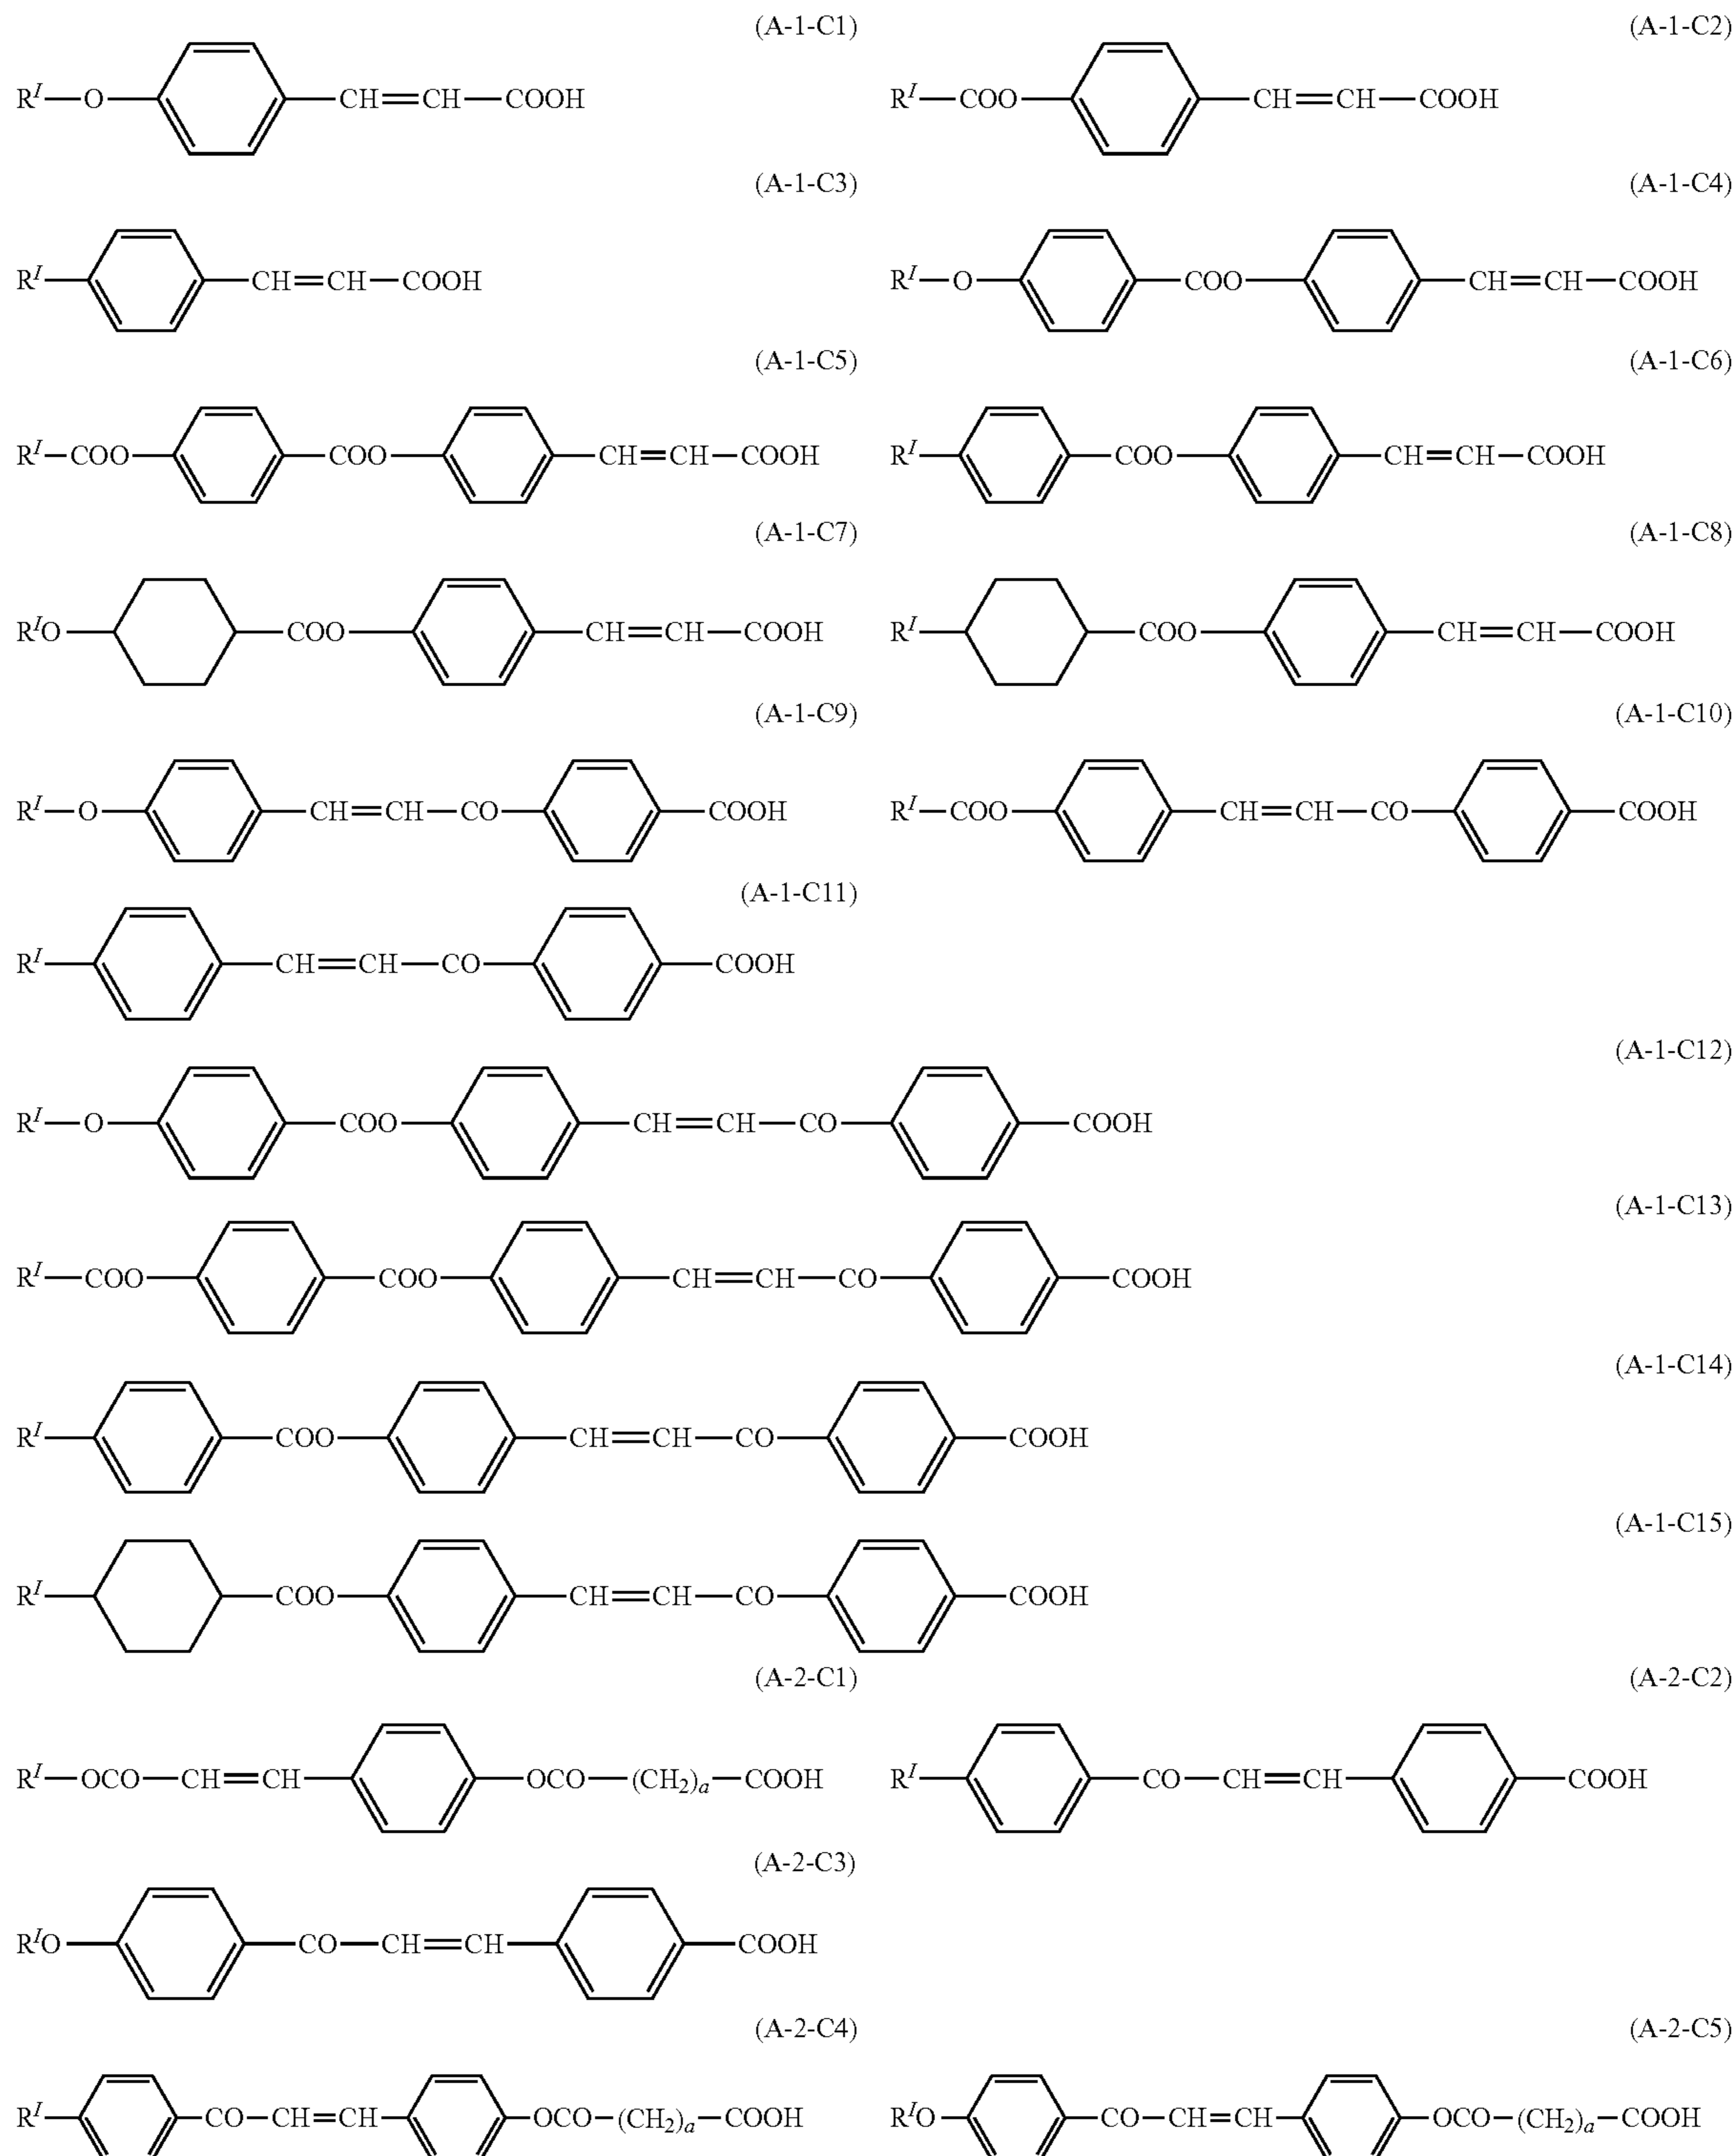 (A-1-C1) (A-1-C2)
R^I—O— —CH=CH—COOH R^I—COO— —CH=CH—COOH
(A-1-C3) (A-1-C4)
R^I— —CH=CH—COOH R^I—O— —COO— —CH=CH—COOH
(A-1-C5) (A-1-C6)
R^I—COO— —COO— —CH=CH—COOH R^I— —COO— —CH=CH—COOH
(A-1-C7) (A-1-C8)
R^IO— —COO— —CH=CH—COOH R^I— —COO— —CH=CH—COOH
(A-1-C9) (A-1-C10)
R^I—O— —CH=CH—CO— —COOH R^I—COO— —CH=CH—CO— —COOH
(A-1-C11)
R^I— —CH=CH—CO— —COOH
(A-1-C12)
R^I—O— —COO— —CH=CH—CO— —COOH
(A-1-C13)
R^I—COO— —COO— —CH=CH—CO— —COOH
(A-1-C14)
R^I— —COO— —CH=CH—CO— —COOH
(A-1-C15)
R^I— —COO— —CH=CH—CO— —COOH
(A-2-C1) (A-2-C2)
R^I—OCO—CH=CH— —OCO—(CH₂)ₐ—COOH R^I— —CO—CH=CH— —COOH
(A-2-C3)
R^IO— —CO—CH=CH— —COOH
(A-2-C4) (A-2-C5)
R^I— —CO—CH=CH— —OCO—(CH₂)ₐ—COOH R^IO— —CO—CH=CH— —OCO—(CH₂)ₐ—COOH